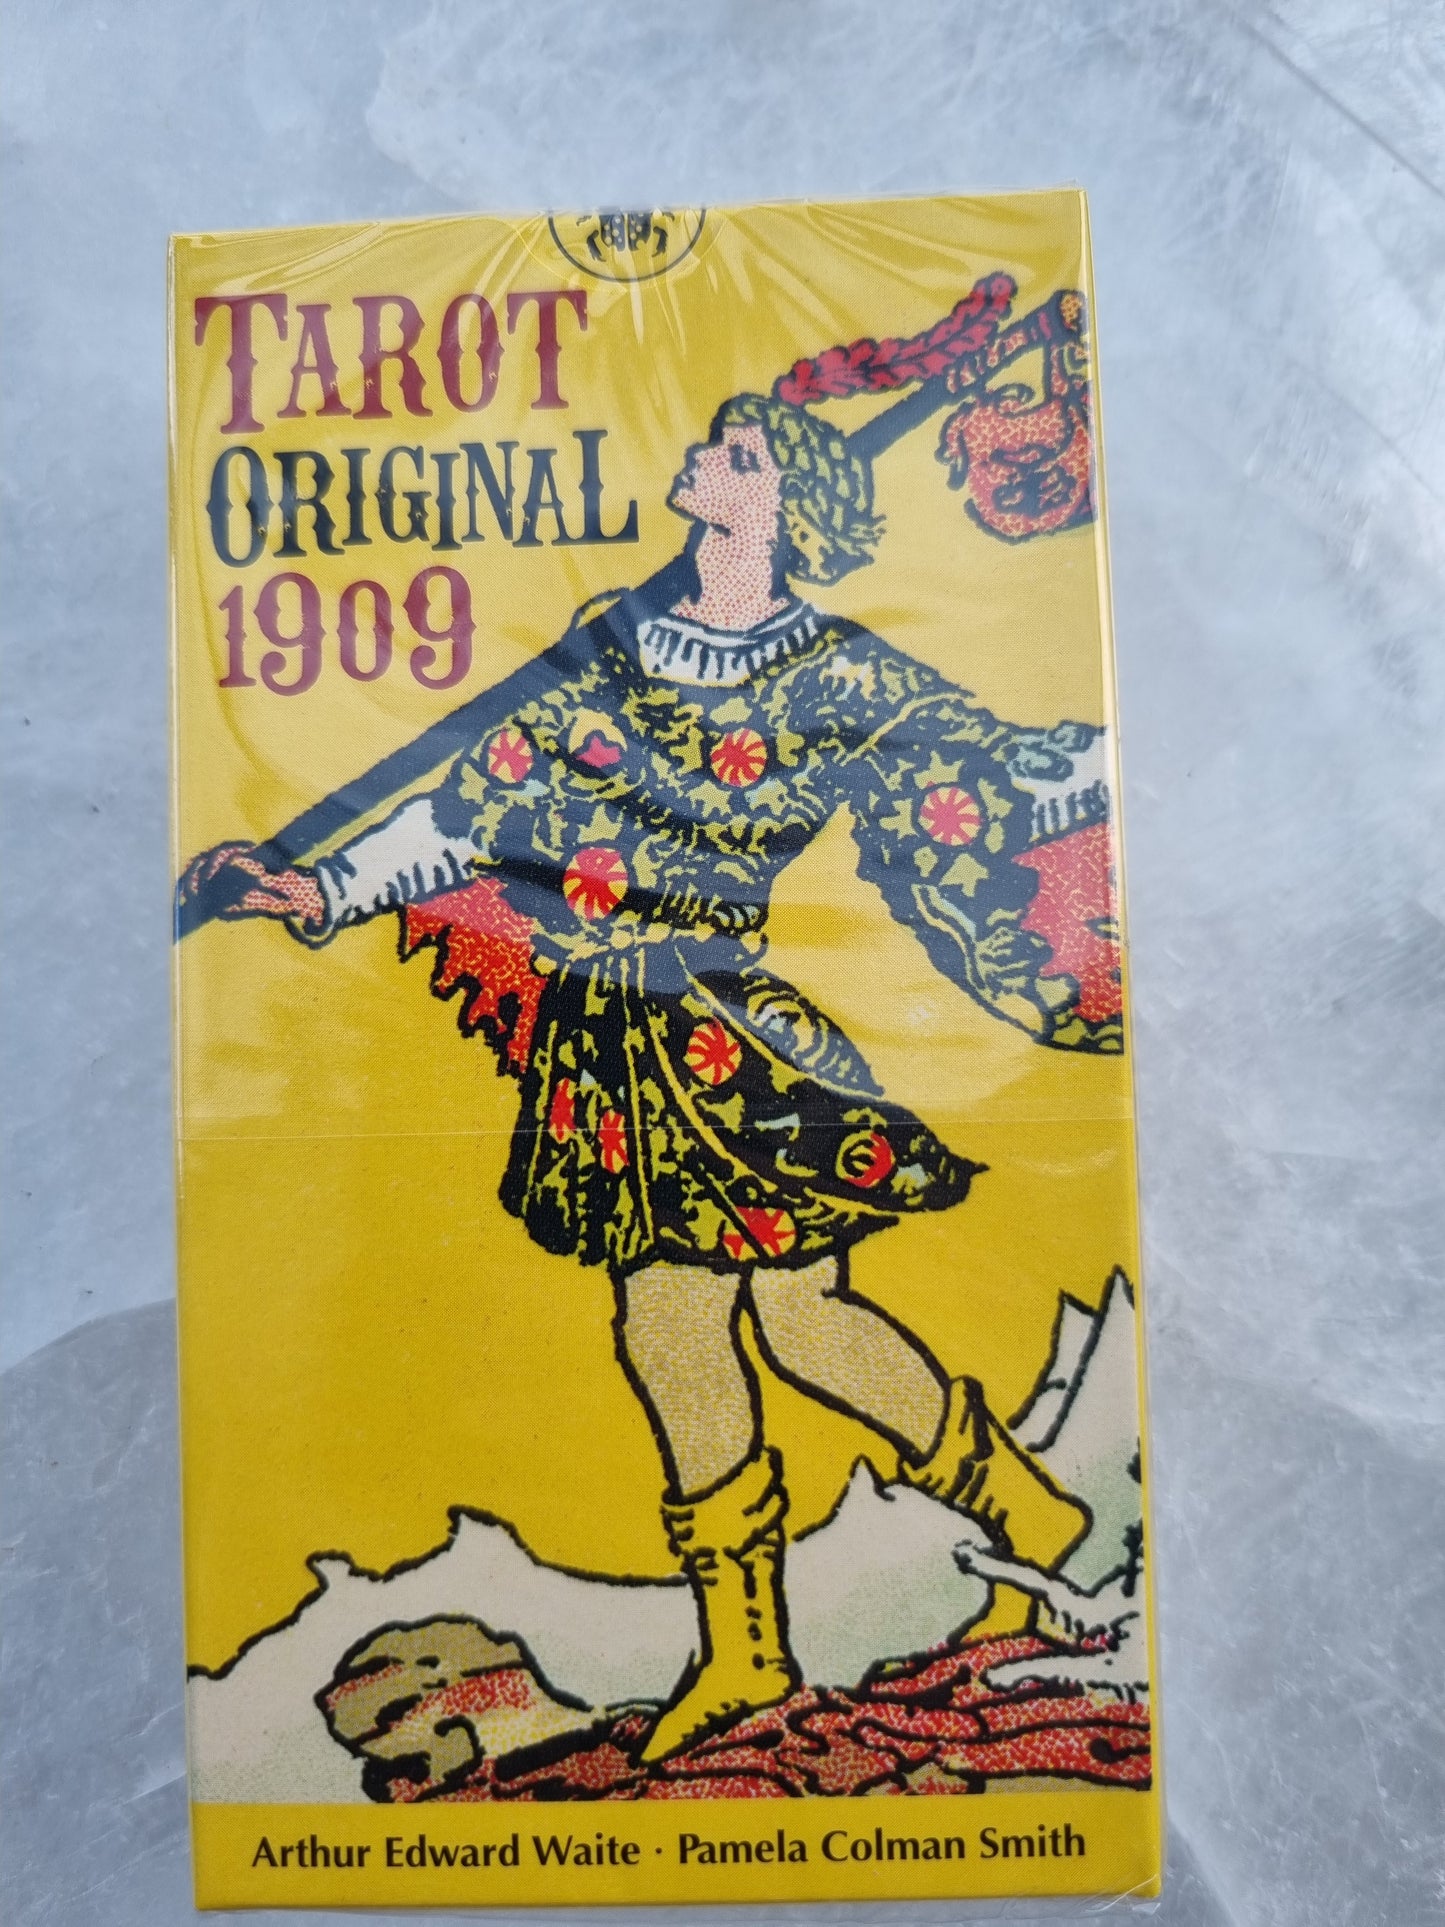 TAROT
ORIGINAL
1909
Arthur Edward Waite · Pamela Colman Smith